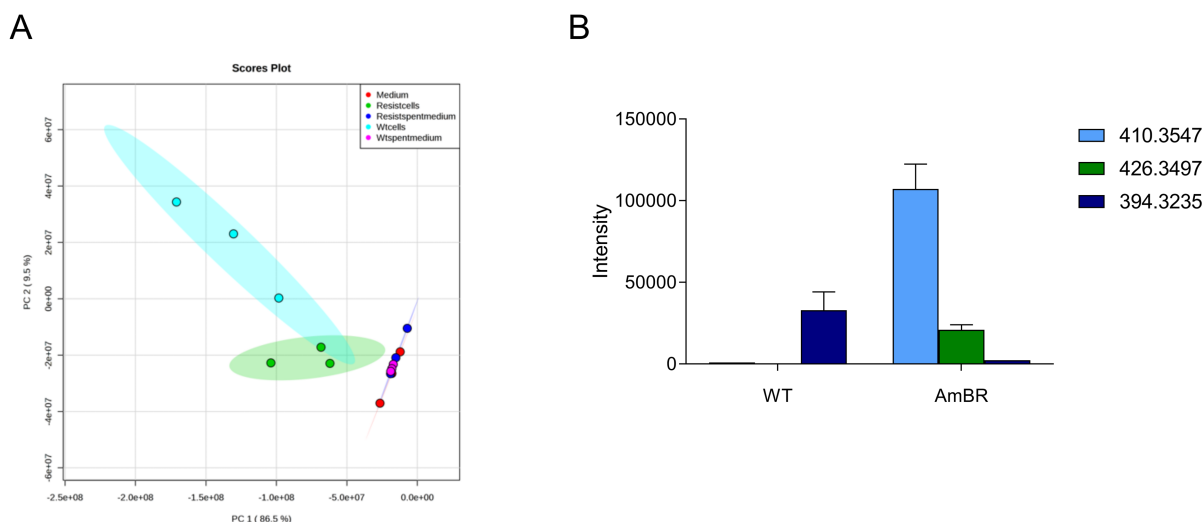 A
B
Scores Plot
Medium
Resistcells
Resistspentmedium
Wtcells
Wtspentmedium
6e+07
4e+07
2e+07
0e+00
-2e+07
-4e+07
-6e+07
PC 2 ( 9.5 %)
-2.5e+08 -2.0e+08 -1.5e+08 -1.0e+08 -5.0e+07 0.0e+00
PC 1 ( 86.5 %)
150000
100000
50000
0
Intensity
WT AmBR
410.3547
426.3497
394.3235